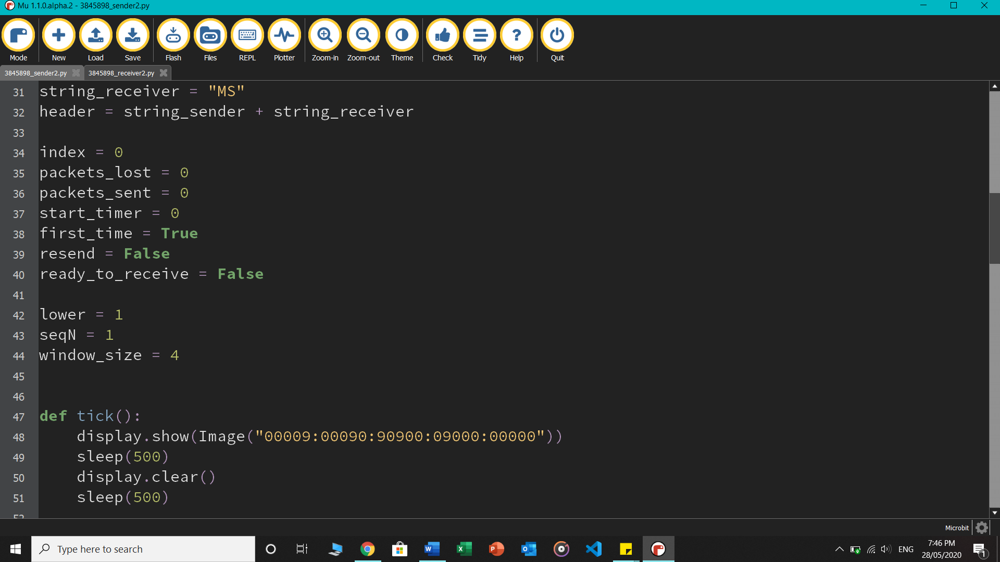 Mu 1.1.0.alpha.2 - 3845898_sender2.py
Mode New Load Save Flash Files REPL Plotter Zoom-in Zoom-out Theme Check Tidy Help Quit
3845898_sender2.py 3845898_receiver2.py
31 string_receiver = "MS"
32 header = string_sender + string_receiver
33
34 index = 0
35 packets_lost = 0
36 packets_sent = 0
37 start_timer = 0
38 first_time = True
39 resend = False
40 ready_to_receive = False
41
42 lower = 1
43 seqN = 1
44 window_size = 4
45
46
47 def tick():
48     display.show(Image("00009:00090:90900:09000:00000"))
49     sleep(500)
50     display.clear()
51     sleep(500)
52
Microbit
Type here to search
ENG
7:46 PM
28/05/2020
1